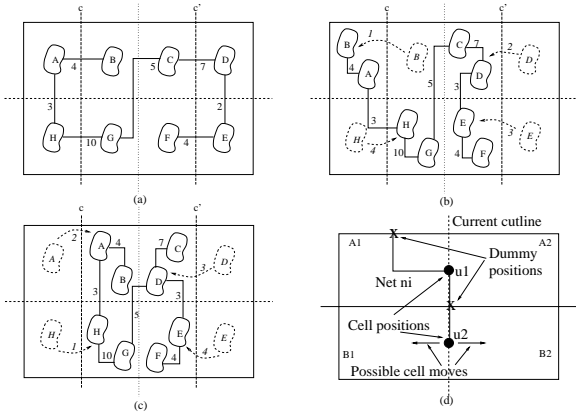 c c'
A B C D
4 5 7
3 2
H G F E
10 4
(a)
c c'
B 1 B C 7 2 D
4 A D
5 3
H 3 H E 3 E
4 10 G 4 F
(b)
c c'
2 A 4 7 C
A B D 3 D
3 5 3
H 1 H E E
10 G F 4 4
(c)
Current cutline
A1 X A2
u1 Dummy positions
Net ni
X
Cell positions
u2
B1 B2
Possible cell moves
(d)